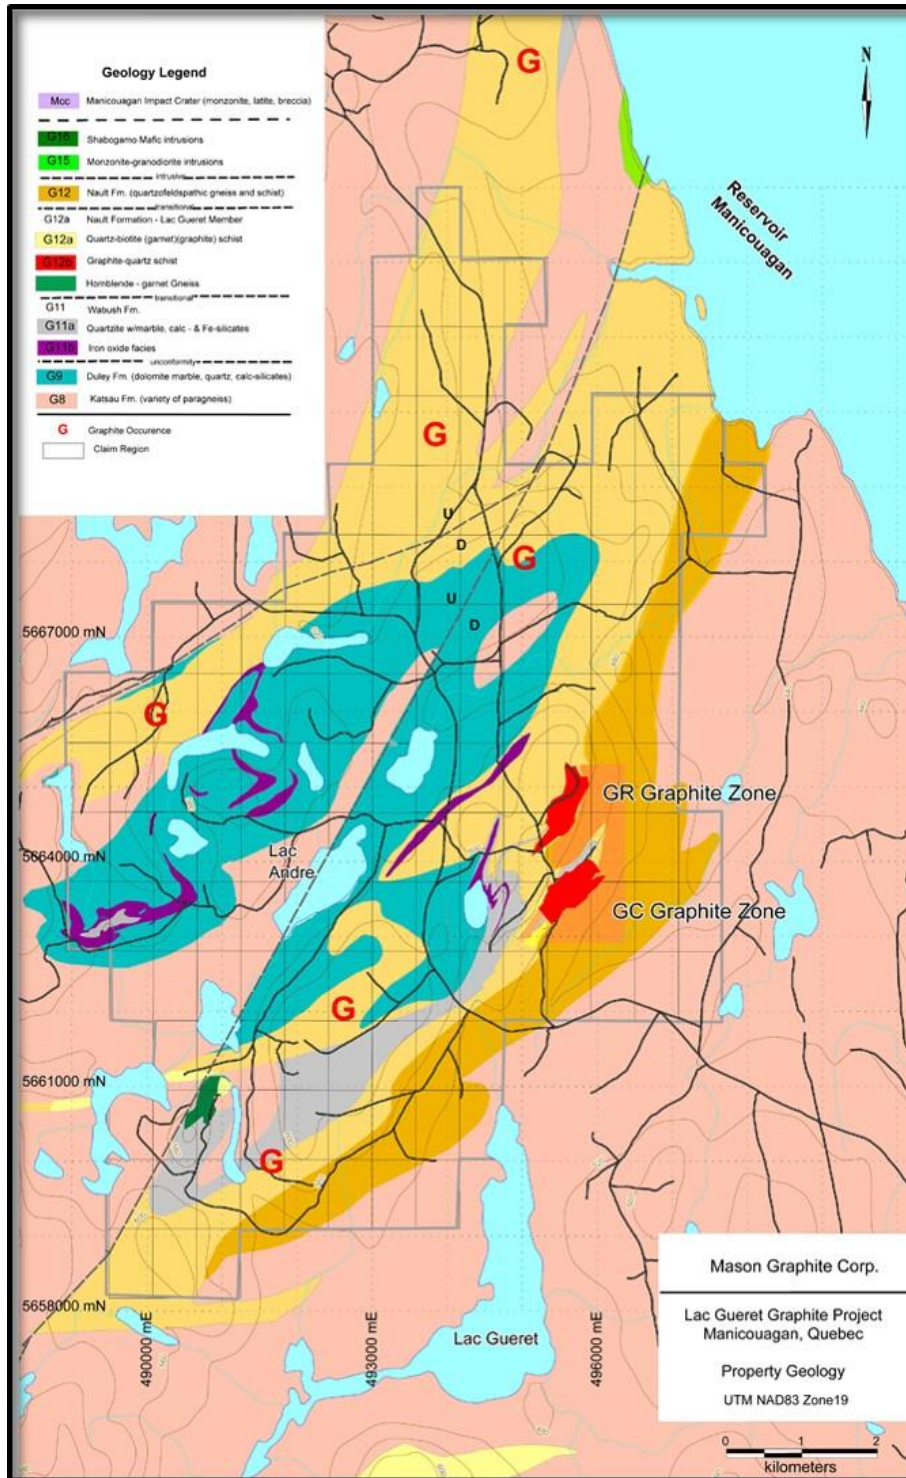 Geology Legend
Mcc Manicouagan Impact Crater (monzonite, latite, breccia)
G16 Shabogamo Mafic intrusions
G15 Monzonite-granodiorite intrusions
intrusive
G12 Nault Fm. (quartzofeldspathic gneiss and schist)
transitional
G12a Nault Formation - Lac Gueret Member
G12a Quartz-biotite (garnet)(graphite) schist
G12b Graphite-quartz schist
Hornblende - garnet Gneiss
transitional
G11 Wabush Fm.
G11a Quartzite w/marble, calc - & Fe-silicates
G11b Iron oxide facies
unconformity
G9 Duley Fm. (dolomite marble, quartz, calc-silicates)
G8 Katsau Fm. (variety of paragneiss)
G Graphite Occurence
Claim Region
N
G
Reservoir
Manicouagan
G
U
D
G
U
D
5667000 mN
G
GR Graphite Zone
5664000 mN
Lac
Andre
GC Graphite Zone
G
5661000 mN
G
5658000 mN
490000 mE
493000 mE
496000 mE
Lac Gueret
Mason Graphite Corp.
Lac Gueret Graphite Project
Manicouagan, Quebec
Property Geology
UTM NAD83 Zone19
0 1 2
kilometers